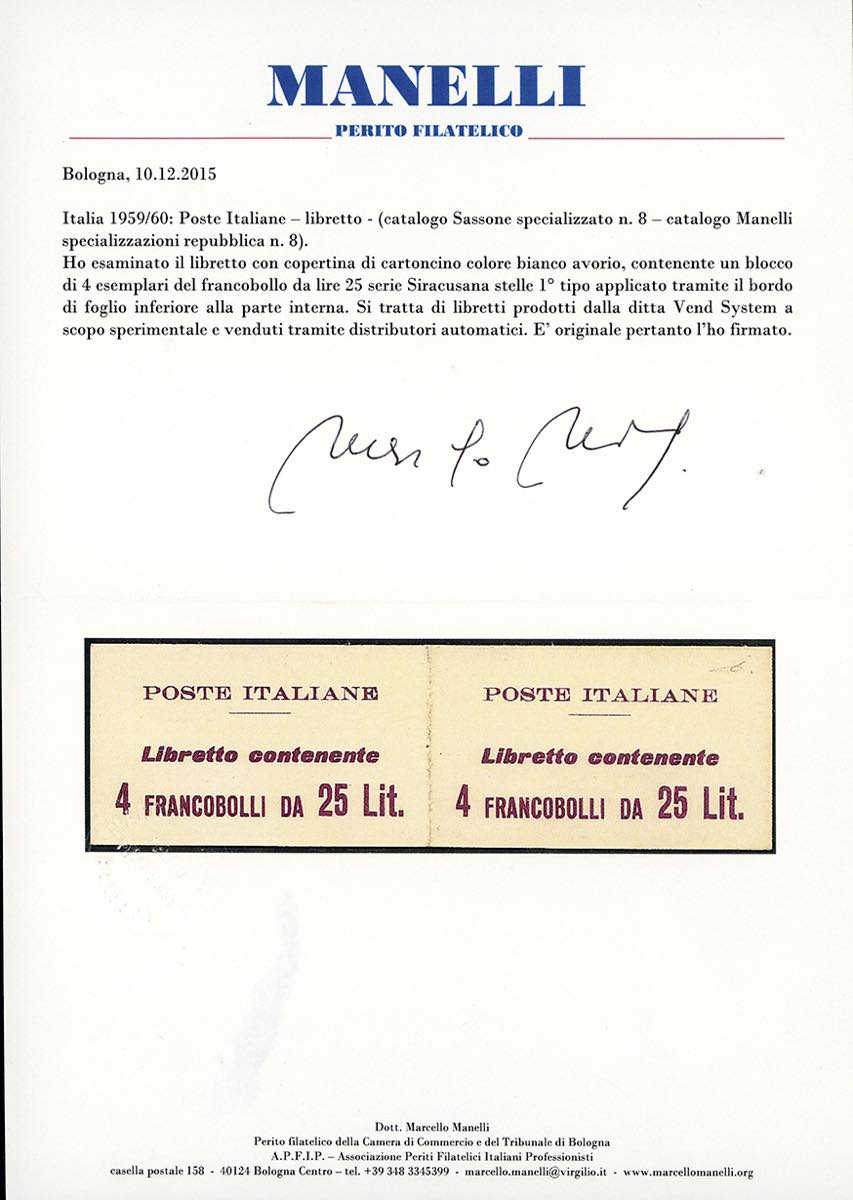 MANELLI
PERITO FILATELICO
Bologna, 10.12.2015
Italia 1959/60: Poste Italiane – libretto - (catalogo Sassone specializzato n. 8 – catalogo Manelli
specializzazioni repubblica n. 8).
Ho esaminato il libretto con copertina di cartoncino colore bianco avorio, contenente un blocco
di 4 esemplari del francobollo da lire 25 serie Siracusana stelle 1° tipo applicato tramite il bordo
di foglio inferiore alla parte interna. Si tratta di libretti prodotti dalla ditta Vend System a
scopo sperimentale e venduti tramite distributori automatici. E’ originale pertanto l’ho firmato.
POSTE ITALIANE
Libretto contenente
4 FRANCOBOLLI DA 25 Lit.
POSTE ITALIANE
Libretto contenente
4 FRANCOBOLLI DA 25 Lit.
Dott. Marcello Manelli
Perito filatelico della Camera di Commercio e del Tribunale di Bologna
A.P.F.I.P. – Associazione Periti Filatelici Italiani Professionisti
casella postale 158 - 40124 Bologna Centro – tel. +39 348 3345399 - marcello.manelli@virgilio.it - www.marcellomanelli.org